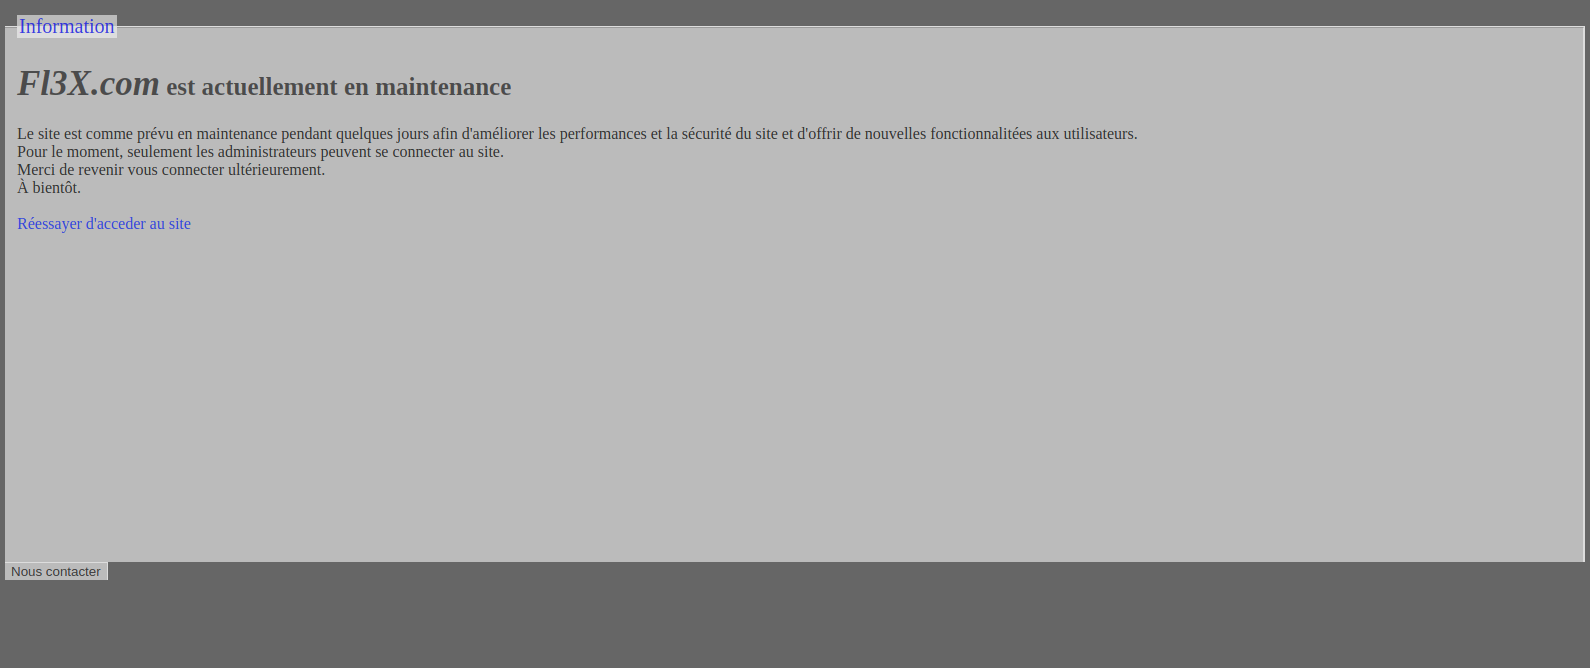 Information
Fl3X.com est actuellement en maintenance
Le site est comme prévu en maintenance pendant quelques jours afin d'améliorer les performances et la sécurité du site et d'offrir de nouvelles fonctionnalitées aux utilisateurs.
Pour le moment, seulement les administrateurs peuvent se connecter au site.
Merci de revenir vous connecter ultérieurement.
À bientôt.
Réessayer d'acceder au site
Nous contacter